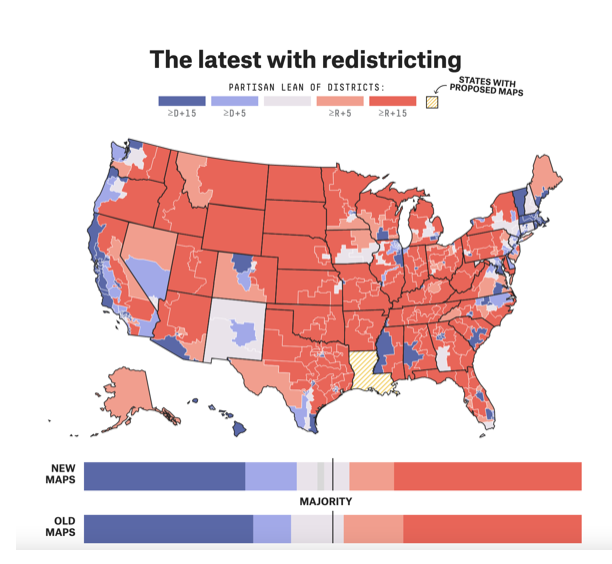 The latest with redistricting
PARTISAN LEAN OF DISTRICTS:
STATES WITH
PROPOSED MAPS
≥D+15 ≥D+5 ≥R+5 ≥R+15
NEW
MAPS
MAJORITY
OLD
MAPS